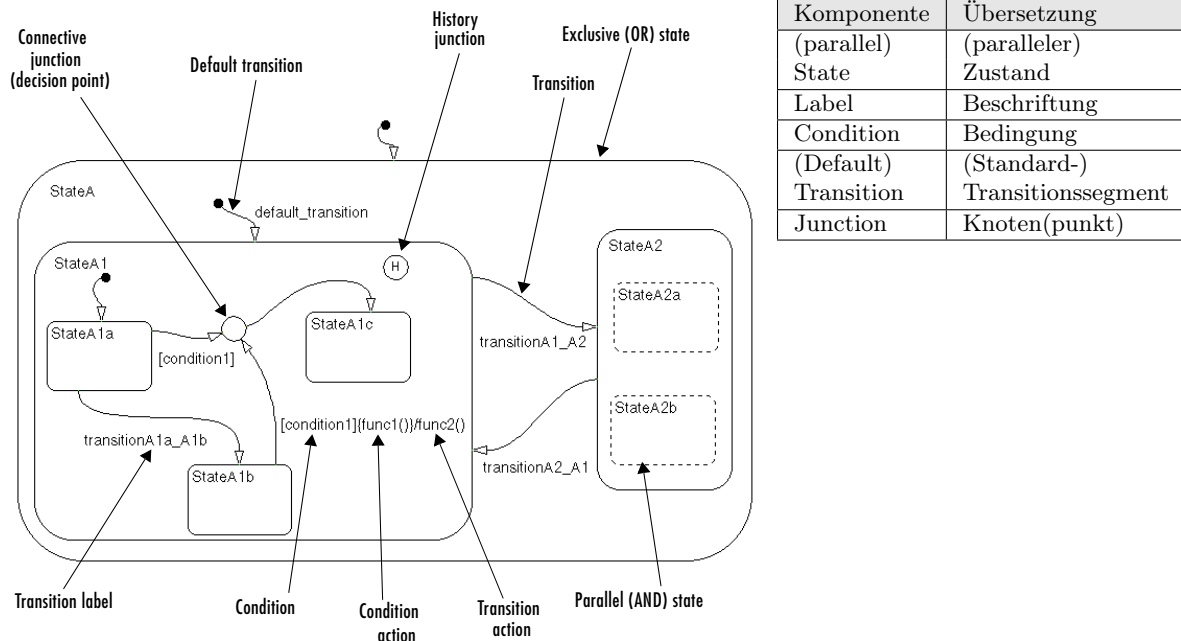 Connective
junction
(decision point)
Default transition
History
junction
Exclusive (OR) state
Transition
StateA
default_transition
StateA1
H
StateA1a
[condition1]
StateA1c
transitionA1_A2
StateA2
StateA2a
StateA2b
transitionA1a_A1b
[condition1]{func1()}/func2()
transitionA2_A1
StateA1b
Transition label
Condition
Condition
action
Transition
action
Parallel (AND) state
Komponente Übersetzung
(parallel) (paralleler)
State Zustand
Label Beschriftung
Condition Bedingung
(Default) (Standard-)
Transition Transitionssegment
Junction Knoten(punkt)